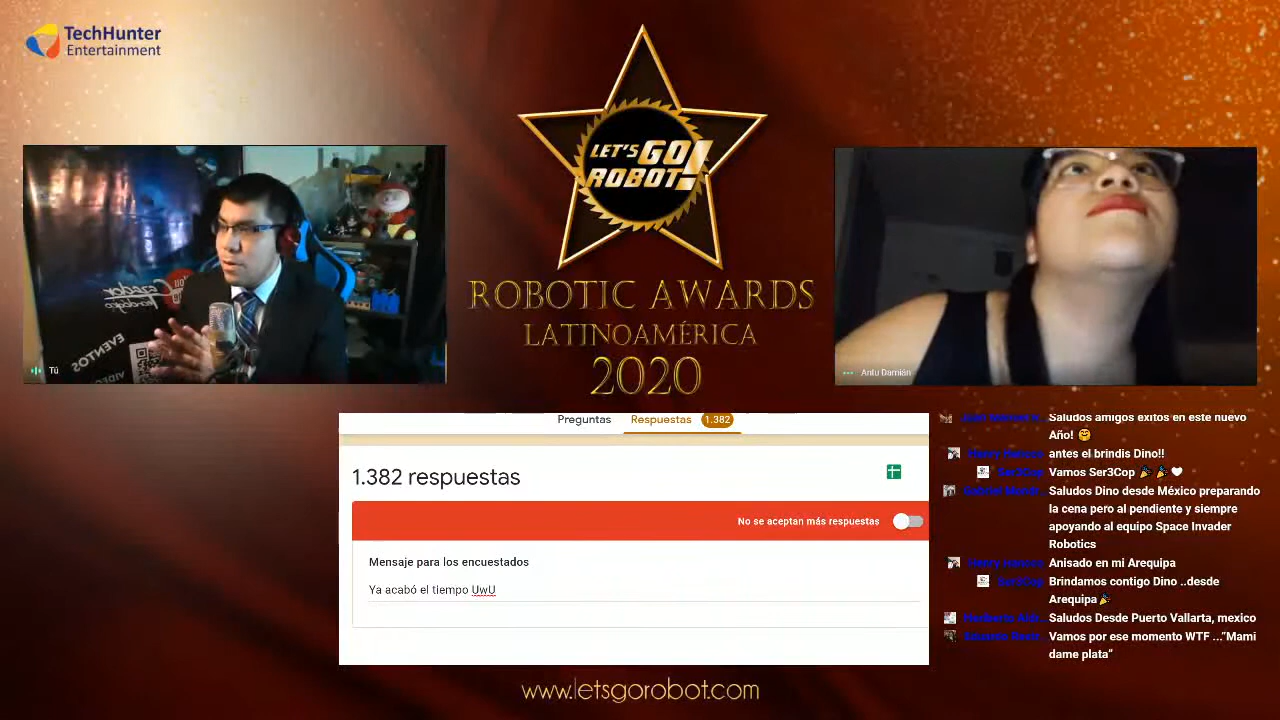 TechHunter
Entertainment
LET'S GO
ROBOT!
ROBOTIC AWARDS
LATINOAMÉRICA
2020
EVENTOS
Tú
Antu Damián
Preguntas
Respuestas
1.382
1.382 respuestas
No se aceptan más respuestas
Mensaje para los encuestados
Ya acabó el tiempo UwU
Saludos amigos exitos en este nuevo
Año!
antes el brindis Dino!!
Ser3Cop Vamos Ser3Cop 🎉 🎉 🤍
Saludos Dino desde México preparando
la cena pero al pendiente y siempre
apoyando al equipo Space Invader
Robotics
Anisado en mi Arequipa
Ser3Cop Brindamos contigo Dino ..desde
Arequipa🎉
Saludos Desde Puerto Vallarta, mexico
Vamos por ese momento WTF ..."Mami
dame plata"
www.letsgorobot.com